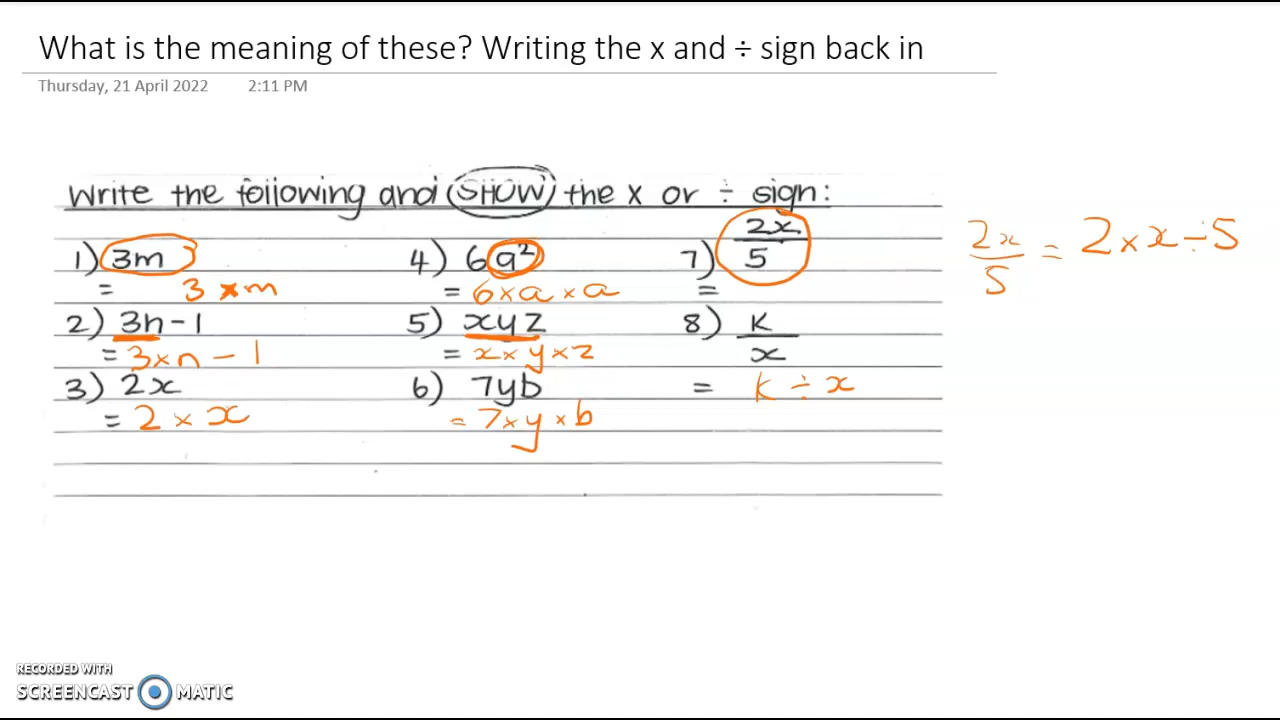 What is the meaning of these? Writing the x and ÷ sign back in
Thursday, 21 April 2022 2:11 PM
Write the following and SHOW the x or ÷ sign:
1) 3m
= 3 × m
2) 3n - 1
= 3 × n - 1
3) 2x
= 2 × x
4) 6a²
= 6 × a × a
5) xyz
= x × y × z
6) 7yb
= 7 × y × b
7) 2x/5
=
8) k/x
= k ÷ x
2x/5 = 2 × x ÷ 5
RECORDED WITH
SCREENCAST MATIC